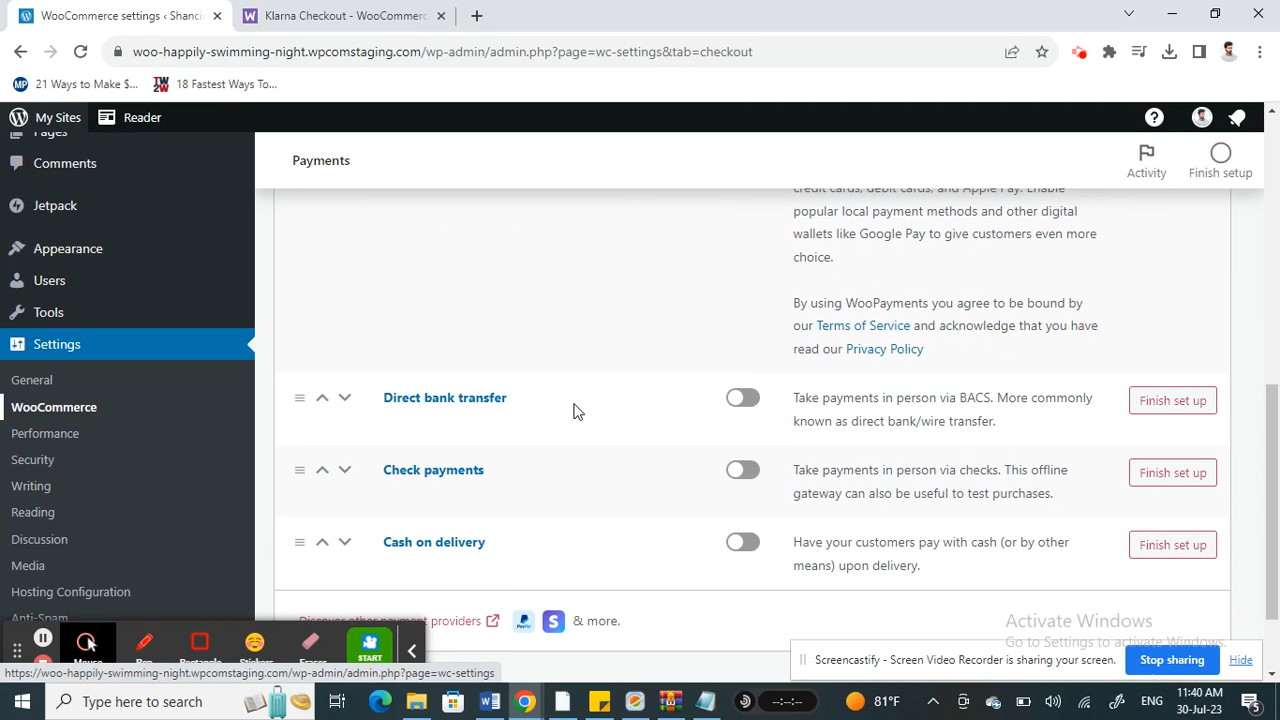 WooCommerce settings ‹ Shancin
Klarna Checkout - WooCommerc
woo-happily-swimming-night.wpcomstaging.com/wp-admin/admin.php?page=wc-settings&tab=checkout
21 Ways to Make $...
18 Fastest Ways To...
My Sites
Reader
Pages
Comments
Jetpack
Appearance
Users
Tools
Settings
General
WooCommerce
Performance
Security
Writing
Reading
Discussion
Media
Hosting Configuration
Anti-Spam
Payments
Activity
Finish setup
credit cards, debit cards, and Apple Pay. Enable
popular local payment methods and other digital
wallets like Google Pay to give customers even more
choice.
By using WooPayments you agree to be bound by
our Terms of Service and acknowledge that you have
read our Privacy Policy
Direct bank transfer
Take payments in person via BACS. More commonly
known as direct bank/wire transfer.
Finish set up
Check payments
Take payments in person via checks. This offline
gateway can also be useful to test purchases.
Finish set up
Cash on delivery
Have your customers pay with cash (or by other
means) upon delivery.
Finish set up
Discover other payment providers
& more.
Activate Windows
Go to Settings to activate Windows.
Mouse
Pen
Rectangle
Stickers
Eraser
START
https://woo-happily-swimming-night.wpcomstaging.com/wp-admin/admin.php?page=wc-settings
Screencastify - Screen Video Recorder is sharing your screen.
Stop sharing
Hide
Type here to search
--:--:--
81°F
ENG
11:40 AM
30-Jul-23
5